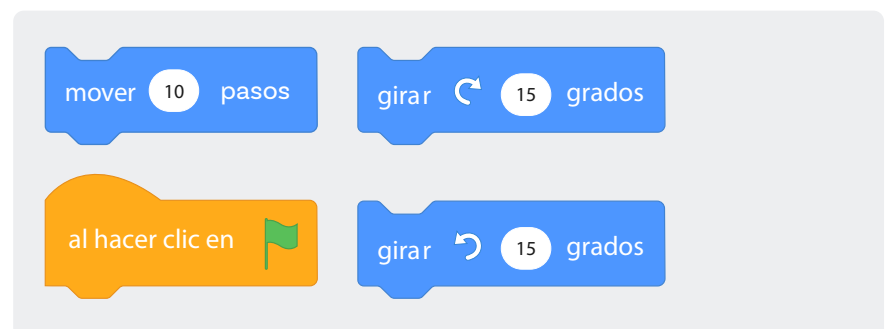 mover 10 pasos
girar 15 grados
al hacer clic en
girar 15 grados